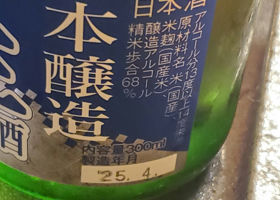 日本酒
アルコール分13度以上14度未満
原材料名 米(国産)
米麹(国産米)
醸造アルコール
精米歩合68%
本醸造
酒
内容量300ml
製造年月
25.4.